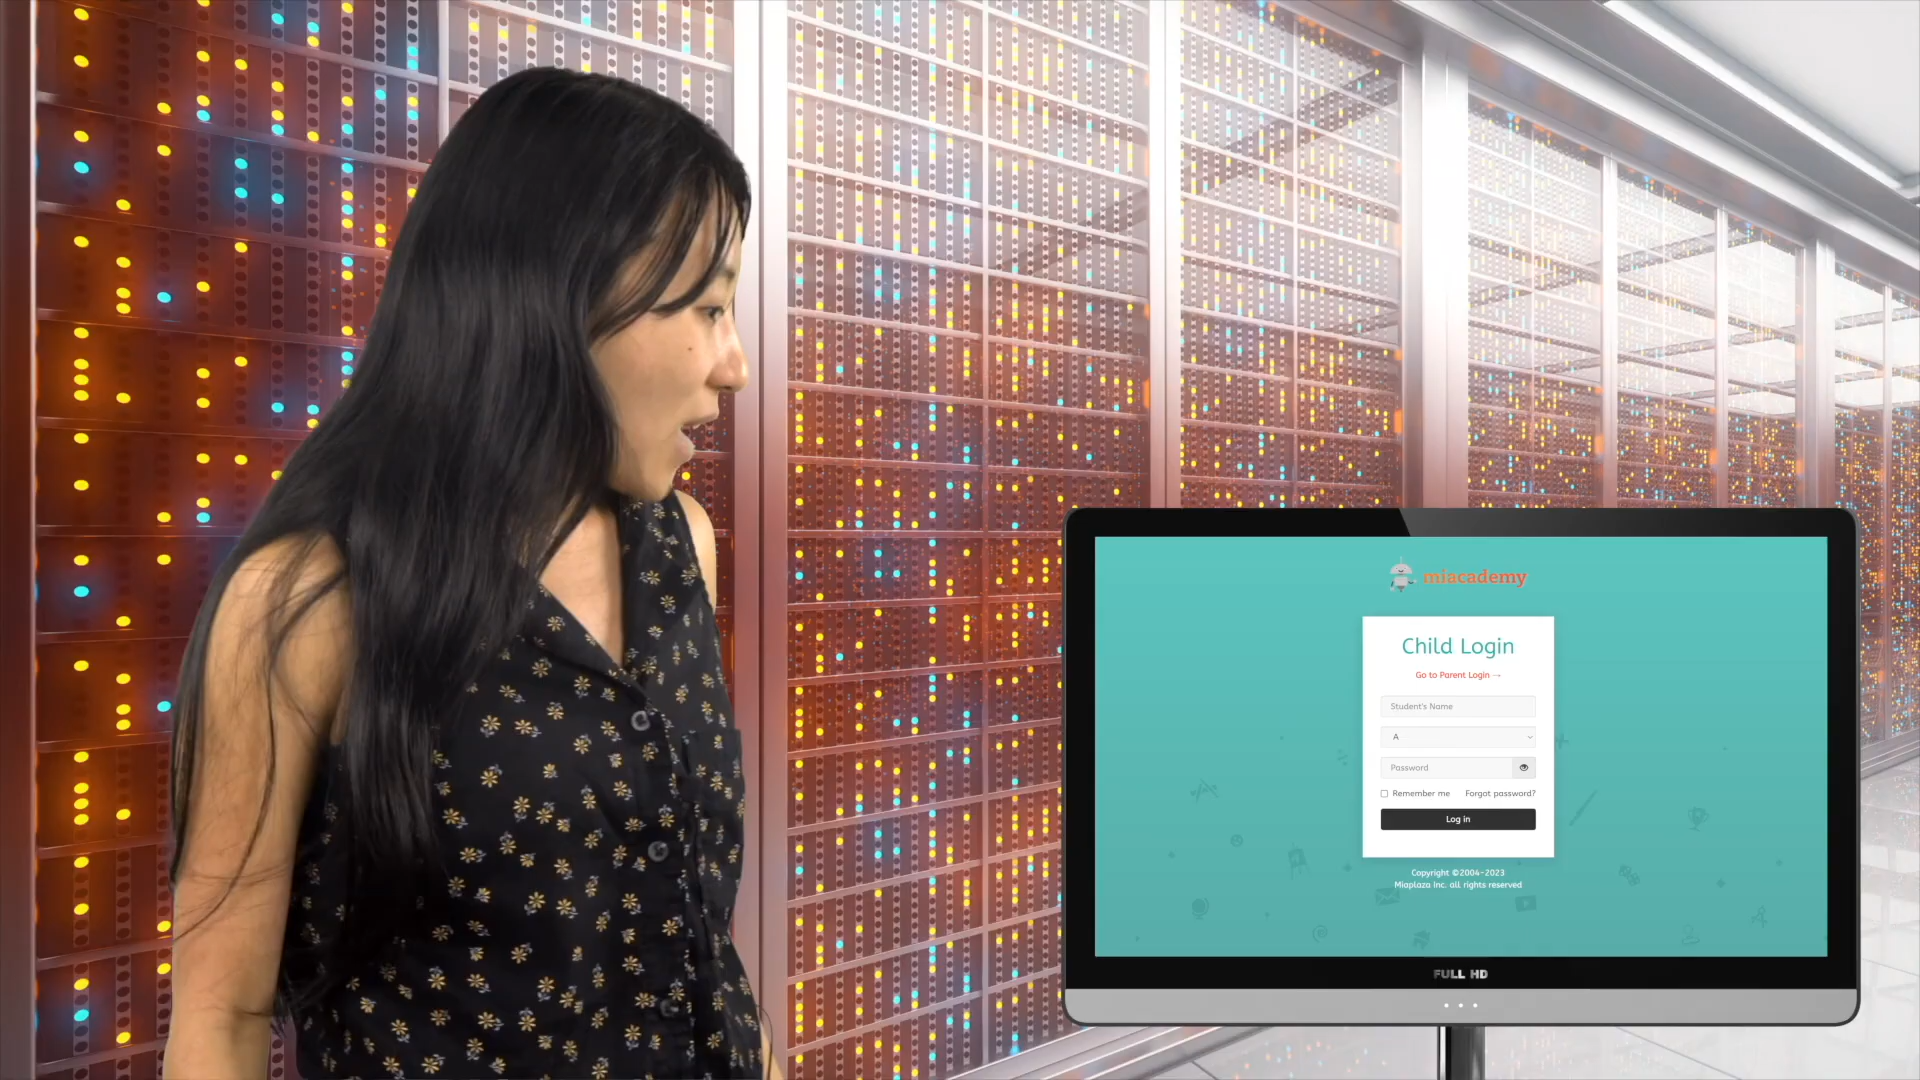 miacademy
Child Login
Go to Parent Login →
Student's Name
A
Password
Remember me Forgot password?
Log in
Copyright ©2004-2023
Miaplaza Inc. all rights reserved
FULL HD